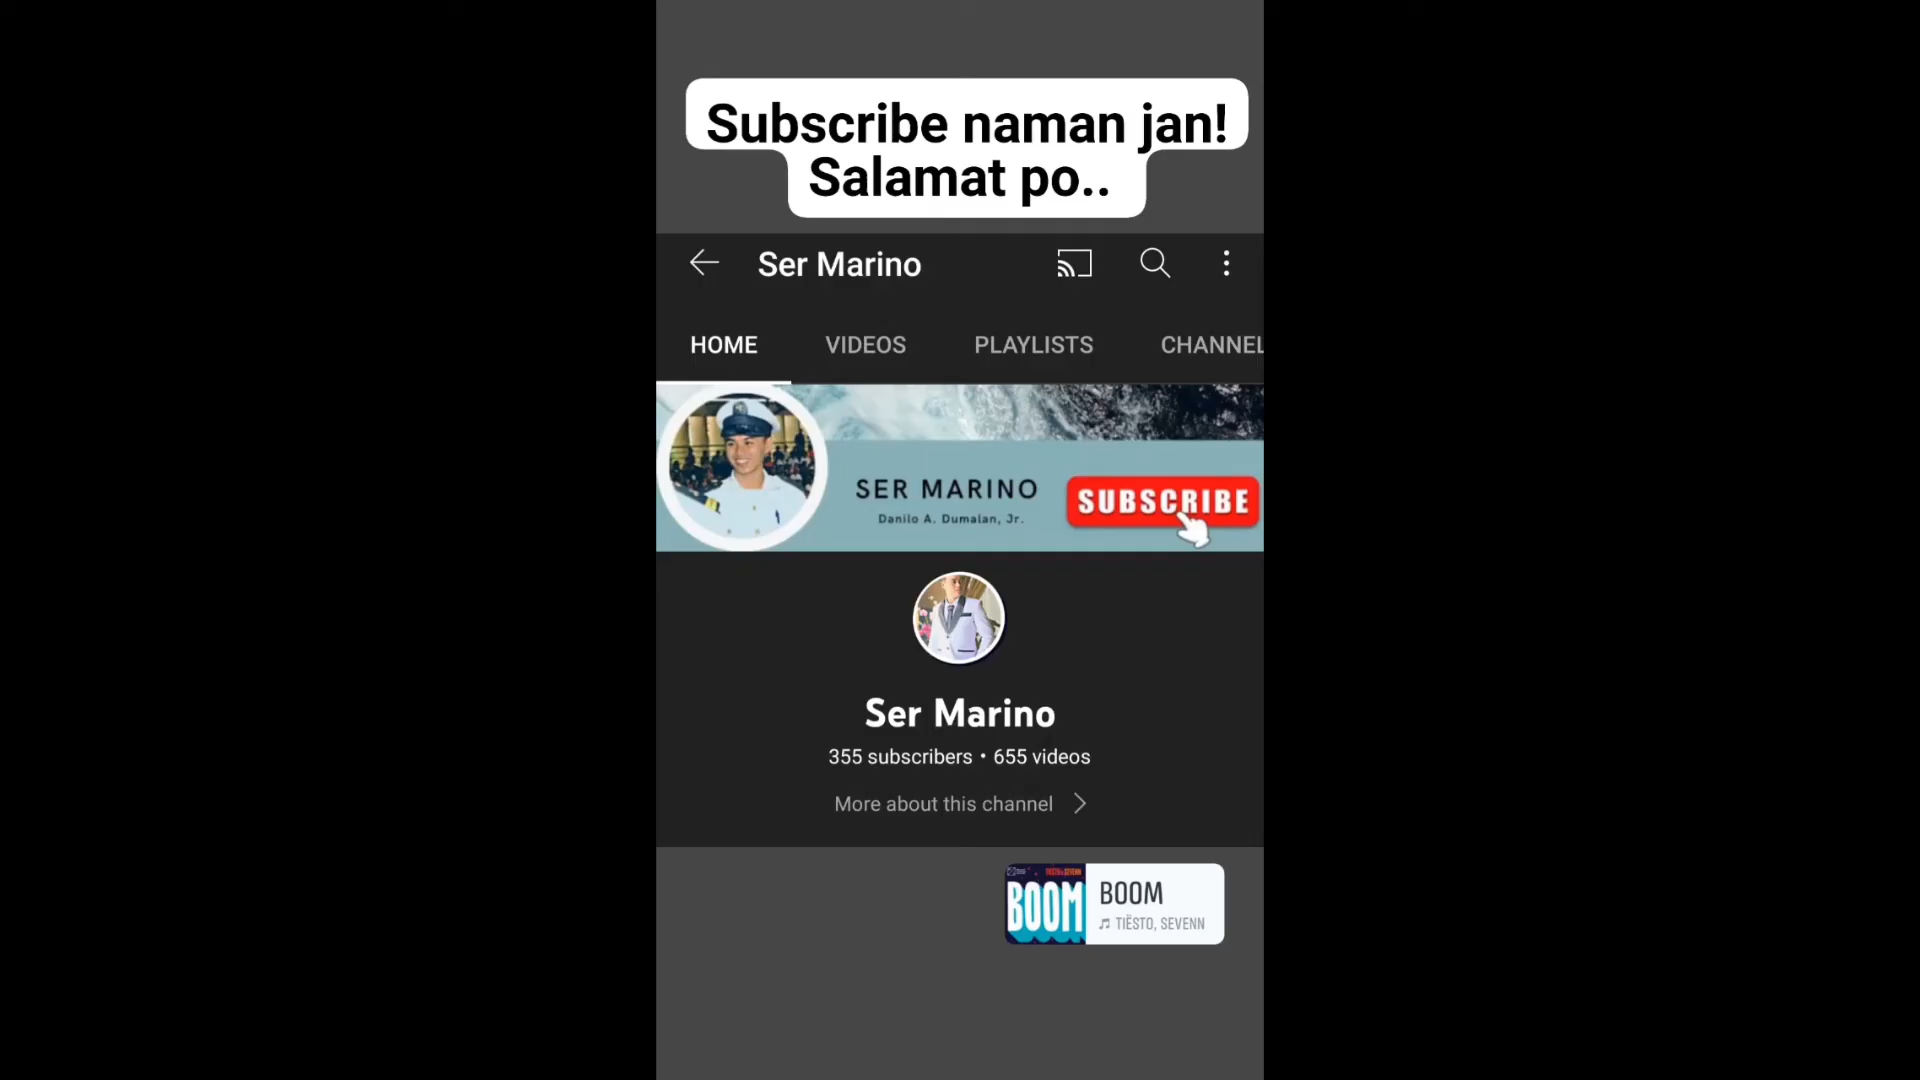 Subscribe naman jan!
Salamat po..
Ser Marino
HOME VIDEOS PLAYLISTS CHANNEL
SER MARINO
Danilo A. Dumalan, Jr.
SUBSCRIBE
Ser Marino
355 subscribers • 655 videos
More about this channel
BOOM
BOOM
TIËSTO, SEVENN